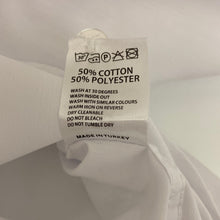 50% COTTON
50% POLYESTER
WASH AT 30 DEGREES
WASH INSIDE OUT
WASH WITH SIMILAR COLOURS
WARM IRON ON REVERSE
DRY CLEANABLE
DO NOT BLEACH
DO NOT TUMBLE DRY
MADE IN TURKEY